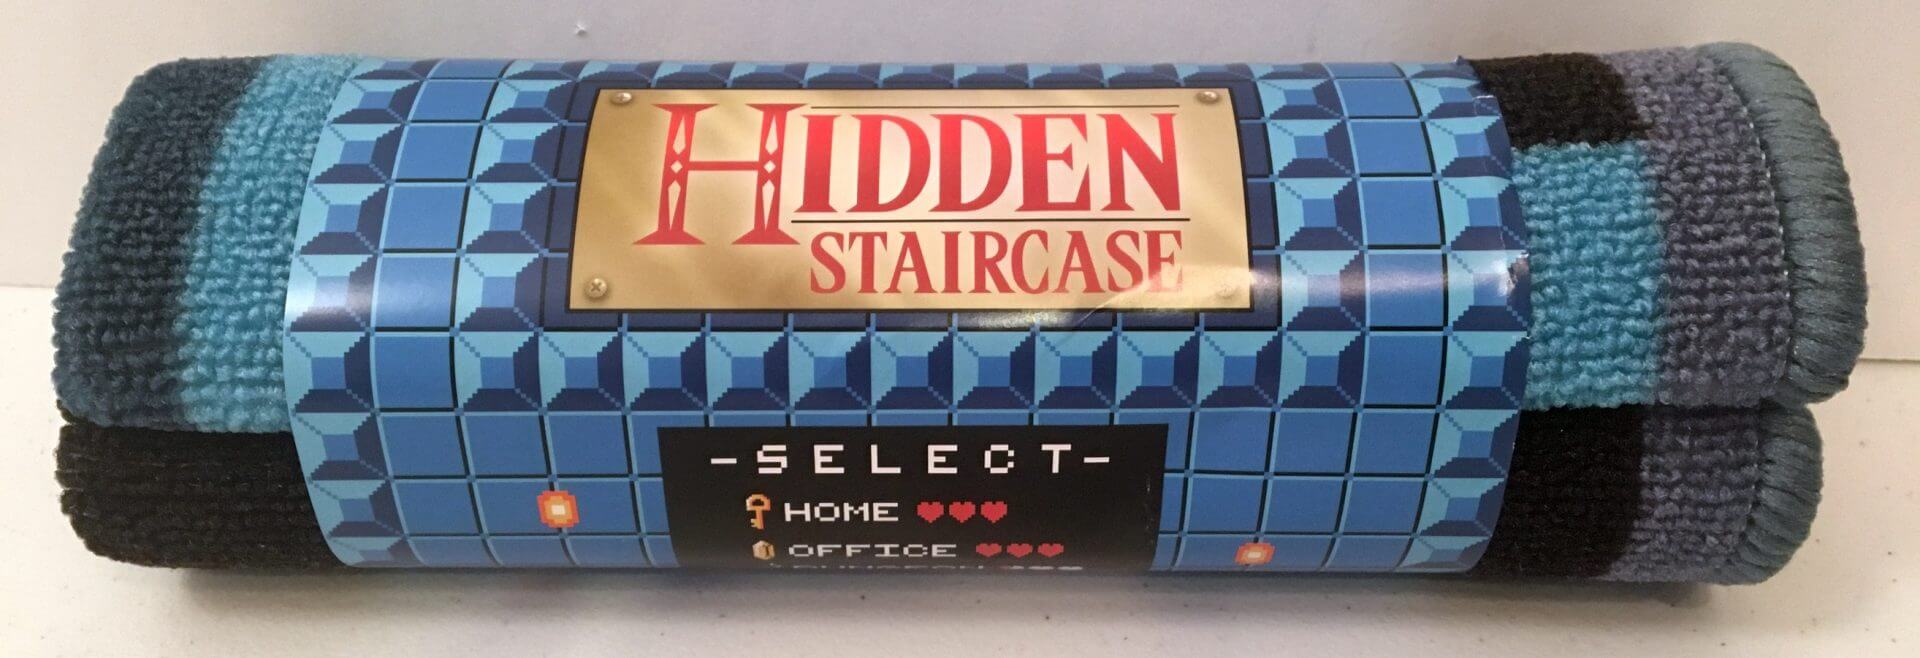 HIDDEN
STAIRCASE
-SELECT-
HOME
OFFICE